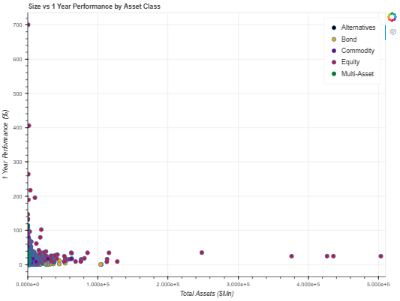 Size vs 1 Year Performance by Asset Class
Alternatives
Bond
Commodity
Equity
Multi-Asset
1 Year Performance (%)
700
600
500
400
300
200
100
0
0.000e+0
1.000e+5
2.000e+5
3.000e+5
4.000e+5
5.000e+5
Total Assets ($Mn)